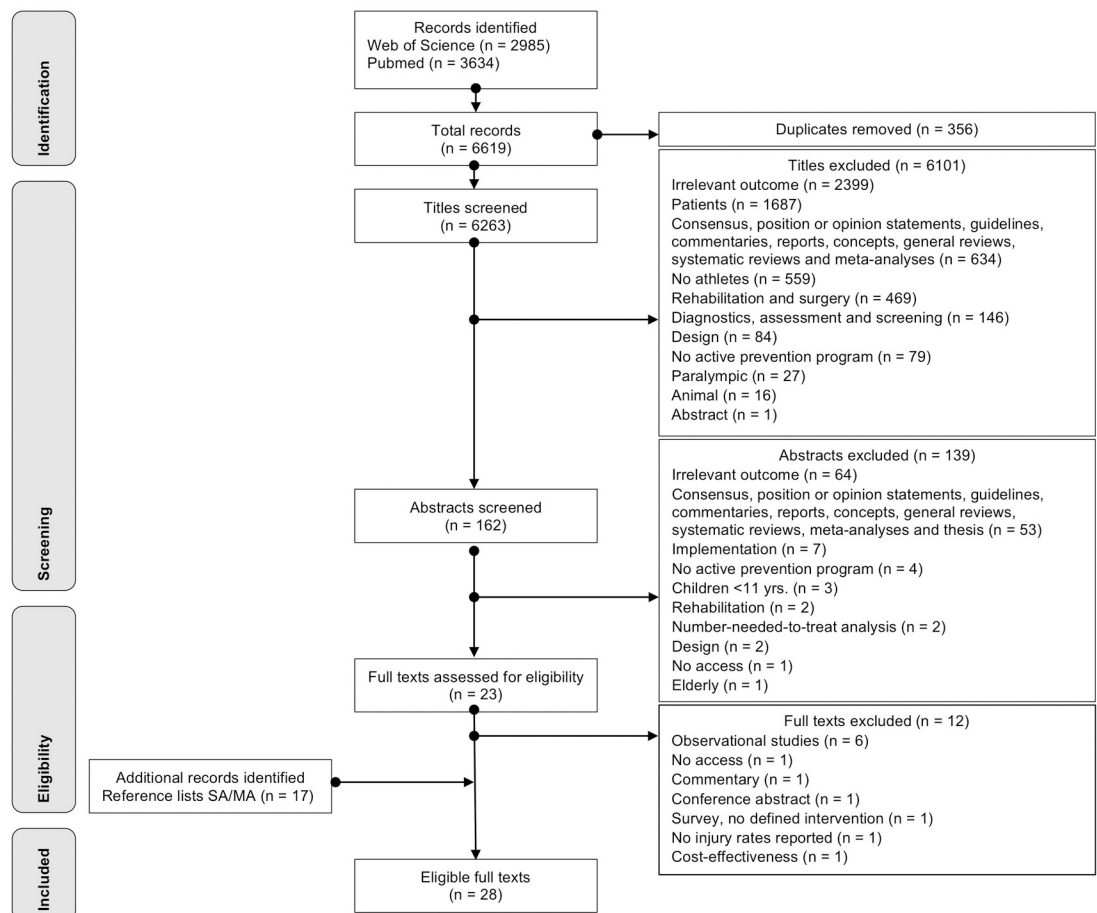 Identification
Records identified
Web of Science (n = 2985)
Pubmed (n = 3634)
Total records
(n = 6619)
Duplicates removed (n = 356)
Screening
Titles screened
(n = 6263)
Titles excluded (n = 6101)
Irrelevant outcome (n = 2399)
Patients (n = 1687)
Consensus, position or opinion statements, guidelines,
commentaries, reports, concepts, general reviews,
systematic reviews and meta-analyses (n = 634)
No athletes (n = 559)
Rehabilitation and surgery (n = 469)
Diagnostics, assessment and screening (n = 146)
Design (n = 84)
No active prevention program (n = 79)
Paralympic (n = 27)
Animal (n = 16)
Abstract (n = 1)
Abstracts screened
(n = 162)
Abstracts excluded (n = 139)
Irrelevant outcome (n = 64)
Consensus, position or opinion statements, guidelines,
commentaries, reports, concepts, general reviews,
systematic reviews, meta-analyses and thesis (n = 53)
Implementation (n = 7)
No active prevention program (n = 4)
Children <11 yrs. (n = 3)
Rehabilitation (n = 2)
Number-needed-to-treat analysis (n = 2)
Design (n = 2)
No access (n = 1)
Elderly (n = 1)
Eligibility
Full texts assessed for eligibility
(n = 23)
Full texts excluded (n = 12)
Observational studies (n = 6)
No access (n = 1)
Commentary (n = 1)
Conference abstract (n = 1)
Survey, no defined intervention (n = 1)
No injury rates reported (n = 1)
Cost-effectiveness (n = 1)
Additional records identified
Reference lists SA/MA (n = 17)
Included
Eligible full texts
(n = 28)